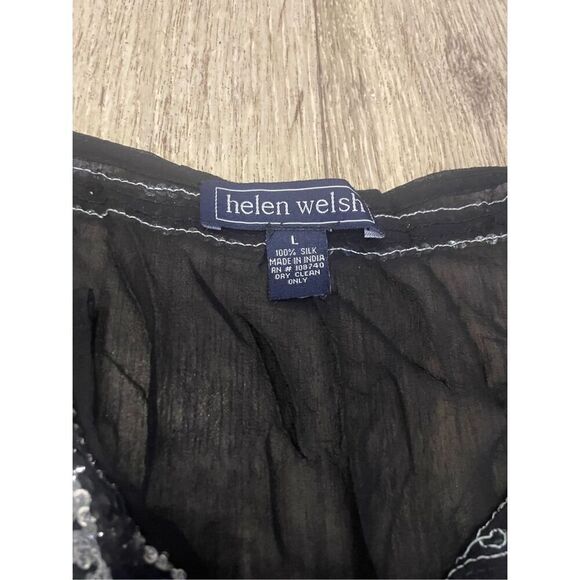 helen welsh
L
100% SILK
MADE IN INDIA
RN # 108740
DRY CLEAN
ONLY